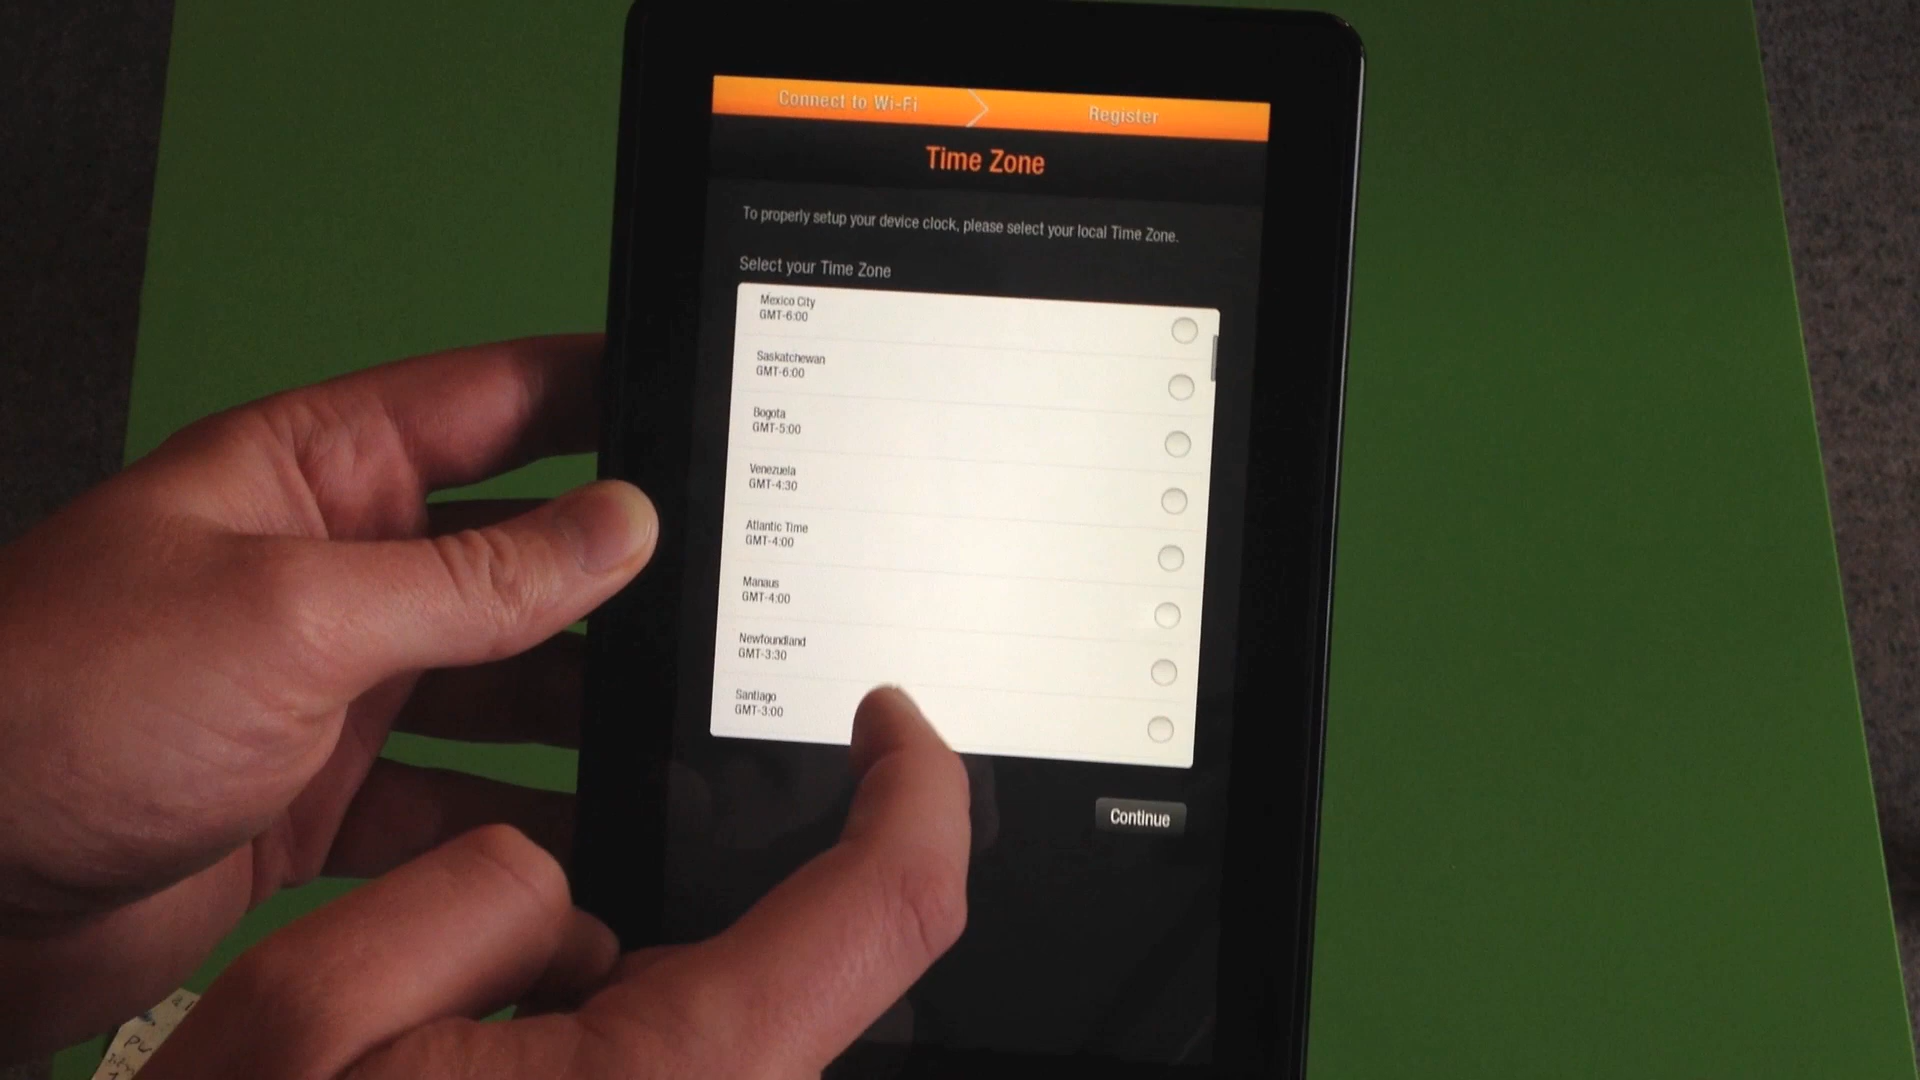 Connect to Wi-Fi
Register
Time Zone
To properly setup your device clock, please select your local Time Zone.
Select your Time Zone
Mexico City
GMT-6:00
Saskatchewan
GMT-6:00
Bogota
GMT-5:00
Venezuela
GMT-4:30
Atlantic Time
GMT-4:00
Manaus
GMT-4:00
Newfoundland
GMT-3:30
Santiago
GMT-3:00
Continue